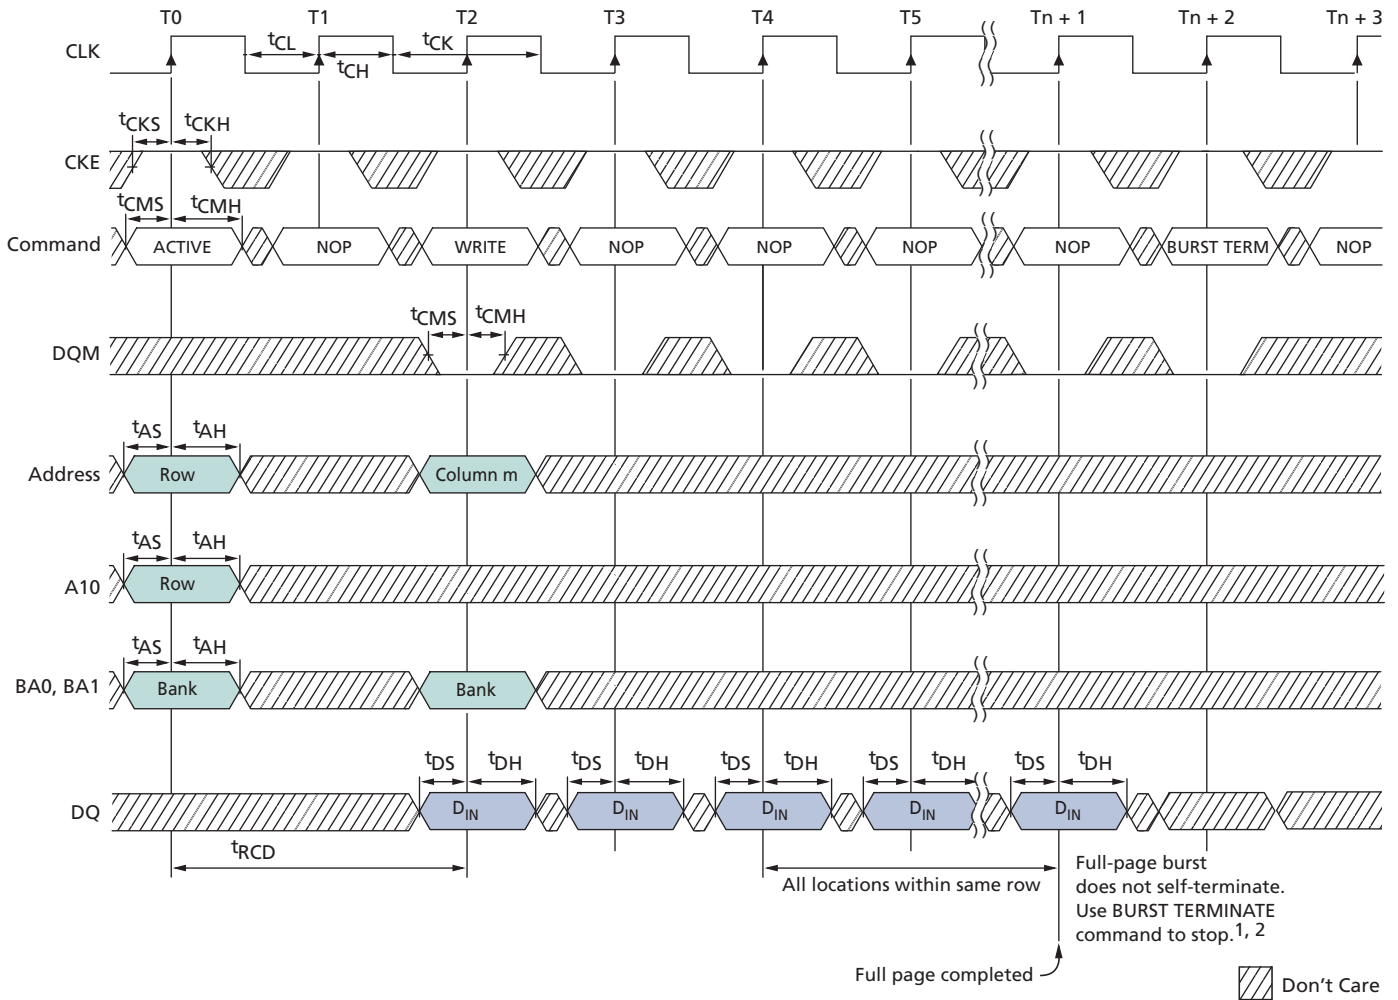 T0 T1 T2 T3 T4 T5 Tn + 1 Tn + 2 Tn + 3
CLK
tCL tCK
tCH
tCKS tCKH
CKE
tCMS tCMH
Command ACTIVE NOP WRITE NOP NOP NOP NOP BURST TERM NOP
tCMS tCMH
DQM
tAS tAH
Address Row Column m
tAS tAH
A10 Row
tAS tAH
BA0, BA1 Bank Bank
tDS tDH tDS tDH tDS tDH tDS tDH tDS tDH
DQ DIN DIN DIN DIN DIN
tRCD
All locations within same row
Full-page burst
does not self-terminate.
Use BURST TERMINATE
command to stop.1, 2
Full page completed
Don't Care